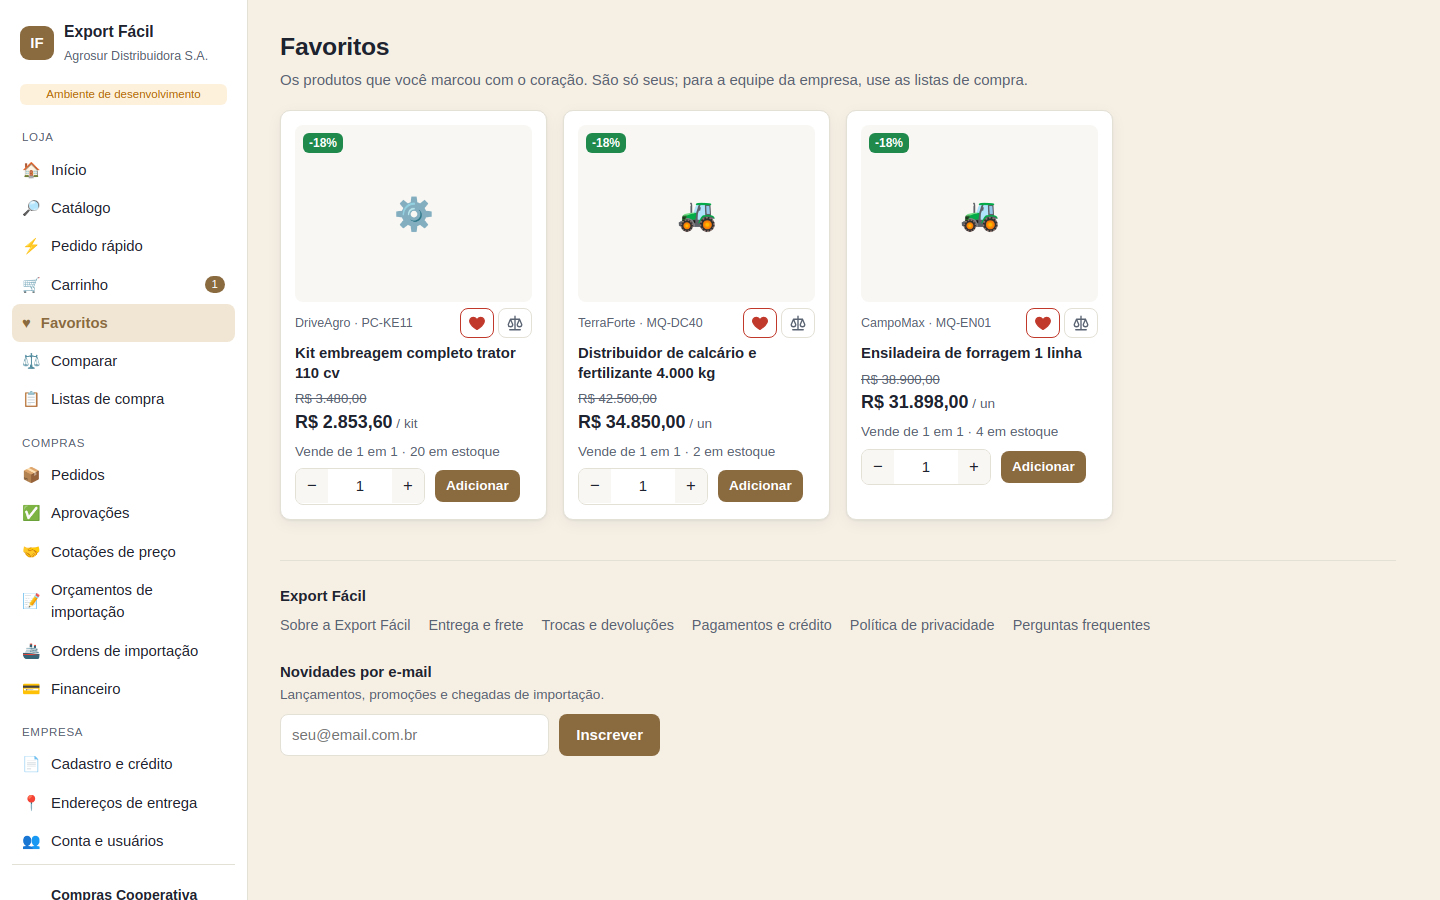 IF
Export Fácil
Agrosur Distribuidora S.A.
Ambiente de desenvolvimento
LOJA
Início
Catálogo
Pedido rápido
Carrinho
1
Favoritos
Comparar
Listas de compra
COMPRAS
Pedidos
Aprovações
Cotações de preço
Orçamentos de
importação
Ordens de importação
Financeiro
EMPRESA
Cadastro e crédito
Endereços de entrega
Conta e usuários
Compras Cooperativa
Favoritos
Os produtos que você marcou com o coração. São só seus; para a equipe da empresa, use as listas de compra.
-18%
DriveAgro · PC-KE11
Kit embreagem completo trator
110 cv
R$ 3.480,00
R$ 2.853,60 / kit
Vende de 1 em 1 · 20 em estoque
− 1 + Adicionar
-18%
TerraForte · MQ-DC40
Distribuidor de calcário e
fertilizante 4.000 kg
R$ 42.500,00
R$ 34.850,00 / un
Vende de 1 em 1 · 2 em estoque
− 1 + Adicionar
-18%
CampoMax · MQ-EN01
Ensiladeira de forragem 1 linha
R$ 38.900,00
R$ 31.898,00 / un
Vende de 1 em 1 · 4 em estoque
− 1 + Adicionar
Export Fácil
Sobre a Export Fácil Entrega e frete Trocas e devoluções Pagamentos e crédito Política de privacidade Perguntas frequentes
Novidades por e-mail
Lançamentos, promoções e chegadas de importação.
seu@email.com.br
Inscrever